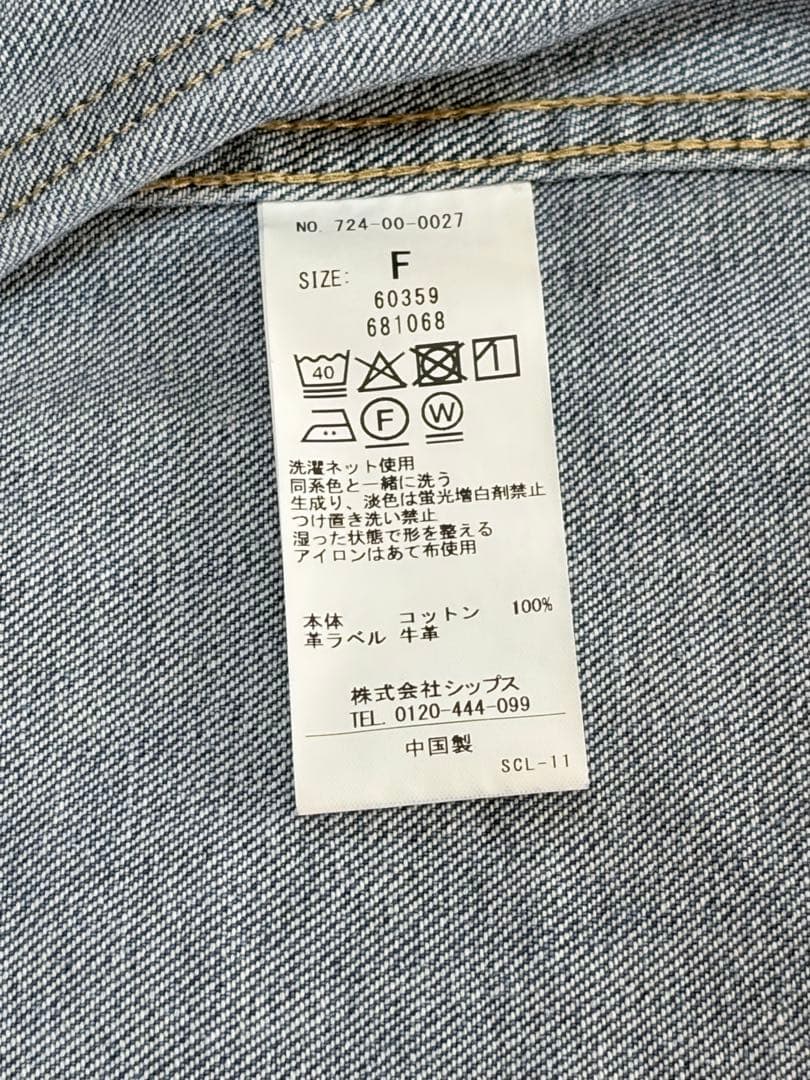 NO. 724-00-0027
SIZE: F
60359
681068
40
F W
洗濯ネット使用
同系色と一緒に洗う
生成り、淡色は蛍光増白剤禁止
つけ置き洗い禁止
湿った状態で形を整える
アイロンはあて布使用
本体 コットン 100%
革ラベル 牛革
株式会社シップス
TEL. 0120-444-099
中国製
SCL-11